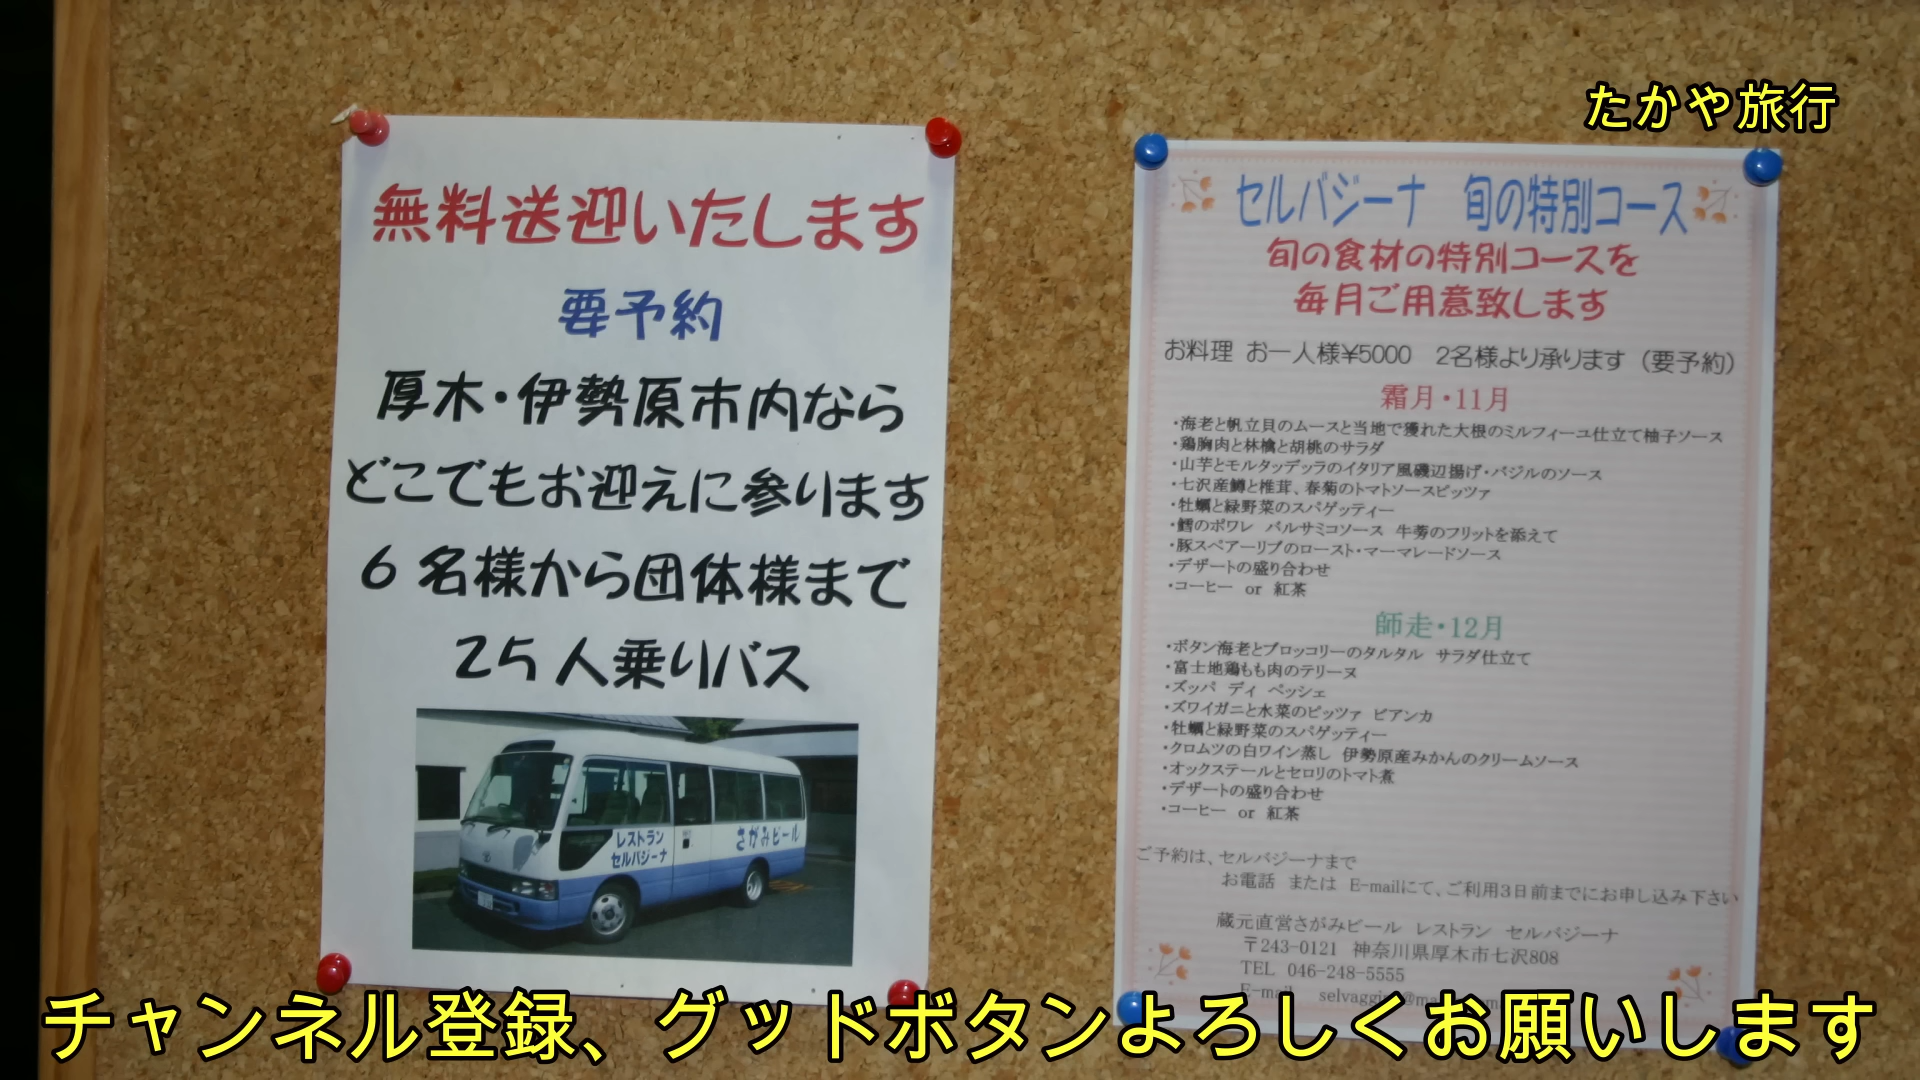 たかや旅行
無料送迎いたします
要予約
厚木・伊勢原市内なら
どこでもお迎えに参ります
6名様から団体様まで
25人乗りバス
レストラン
セルバジーナ
さがみビール
セルバジーナ 旬の特別コース
旬の食材の特別コースを
毎月ご用意致します
お料理 お一人様¥5000 2名様より承ります（要予約）
霜月・11月
・海老と帆立貝のムースと当地で獲れた大根のミルフィーユ仕立て柚子ソース
・鶏胸肉と林檎と胡桃のサラダ
・山芋とモルタッデッラのイタリア風磯辺揚げ・バジルのソース
・七沢産鱒と椎茸、春菊のトマトソースピッツァ
・牡蠣と緑野菜のスパゲッティー
・鱈のポワレ バルサミコソース 牛蒡のフリットを添えて
・豚スペアーリブのロースト・マーマレードソース
・デザートの盛り合わせ
・コーヒー or 紅茶
師走・12月
・ボタン海老とブロッコリーのタルタル サラダ仕立て
・富士地鶏もも肉のテリーヌ
・ズッパ ディ ペッシェ
・ズワイガニと水菜のピッツァ ビアンカ
・牡蠣と緑野菜のスパゲッティー
・クロムツの白ワイン蒸し 伊勢原産みかんのクリームソース
・オックステールとセロリのトマト煮
・デザートの盛り合わせ
・コーヒー or 紅茶
ご予約は、セルバジーナまで
お電話 または E-mailにて、ご利用3日前までにお申し込み下さい
蔵元直営さがみビール レストラン セルバジーナ
〒243-0121 神奈川県厚木市七沢808
TEL 046-248-5555
E-mail
チャンネル登録、グッドボタンよろしくお願いします